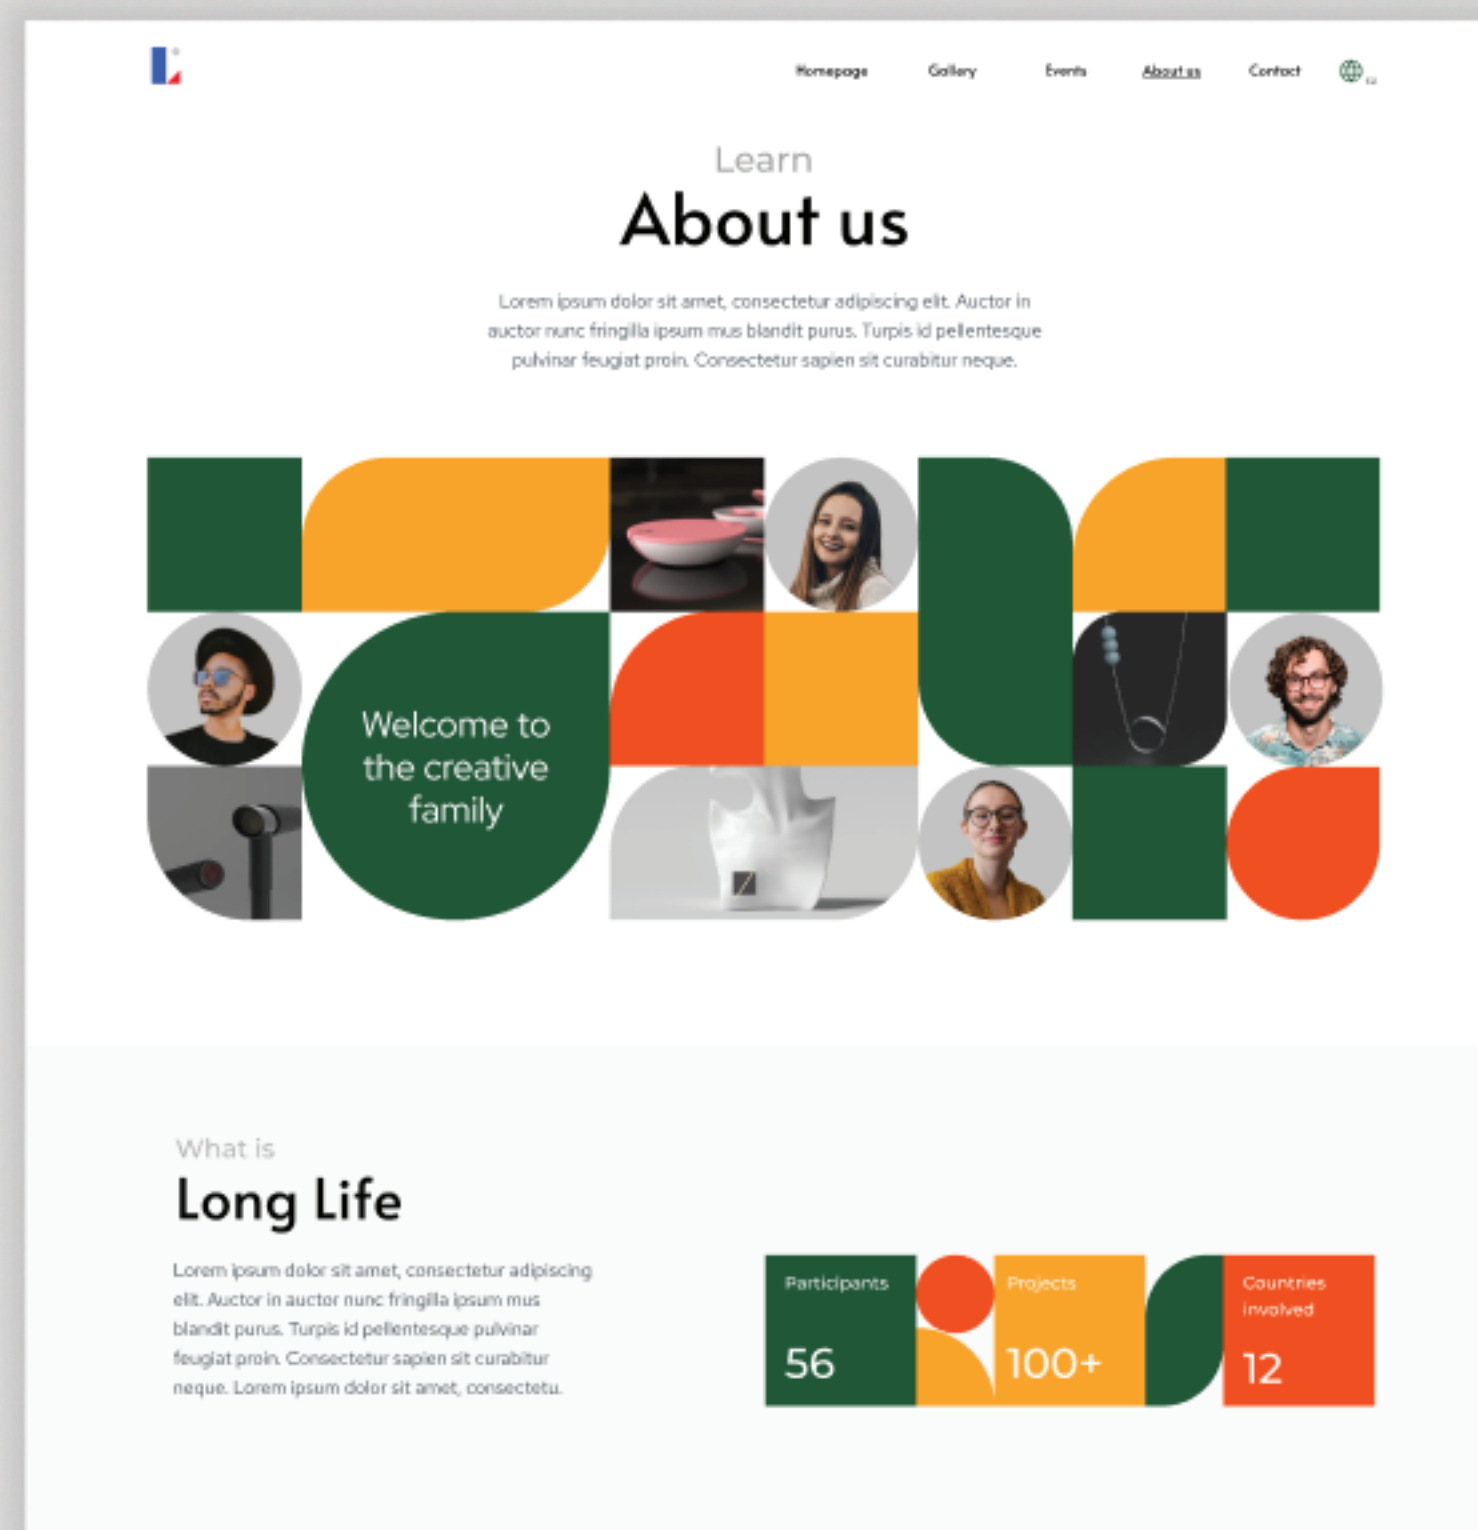 Homepage
Gallery
Events
About us
Contact
Learn
About us
Lorem ipsum dolor sit amet, consectetur adipiscing elit. Auctor in
auctor nunc fringilla ipsum mus blandit purus. Turpis id pellentesque
pulvinar feugiat proin. Consectetur sapien sit curabitur neque.
Welcome to
the creative
family
What is
Long Life
Lorem ipsum dolor sit amet, consectetur adipiscing
elit. Auctor in auctor nunc fringilla ipsum mus
blandit purus. Turpis id pellentesque pulvinar
feugiat proin. Consectetur sapien sit curabitur
neque. Lorem ipsum dolor sit amet, consectetu.
Participants
56
Projects
100+
Countries
involved
12